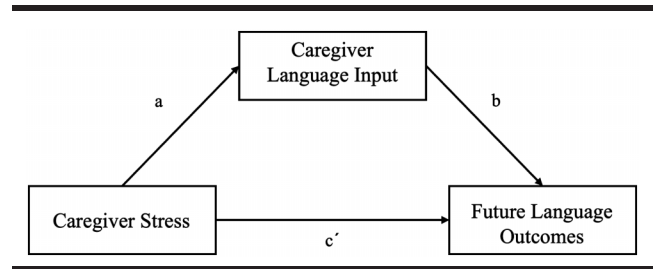 Caregiver
Language Input
a
b
Caregiver Stress
c´
Future Language
Outcomes